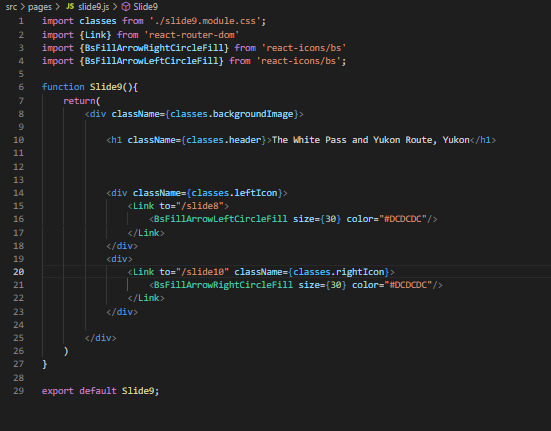 src > pages > JS slide9.js > Slide9
1 import classes from './slide9.module.css';
2 import {Link} from 'react-router-dom'
3 import {BsFillArrowRightCircleFill} from 'react-icons/bs'
4 import {BsFillArrowLeftCircleFill} from 'react-icons/bs';
5
6 function Slide9(){
7     return(
8         <div className={classes.backgroundImage}>
9
10             <h1 className={classes.header}>The White Pass and Yukon Route, Yukon</h1>
11
12
13
14             <div className={classes.leftIcon}>
15                 <Link to="/slide8">
16                     <BsFillArrowLeftCircleFill size={30} color="#DCDCDC"/>
17                 </Link>
18             </div>
19             <div>
20                 <Link to="/slide10" className={classes.rightIcon}>
21                     <BsFillArrowRightCircleFill size={30} color="#DCDCDC"/>
22                 </Link>
23             </div>
24
25         </div>
26     )
27 }
28
29 export default Slide9;